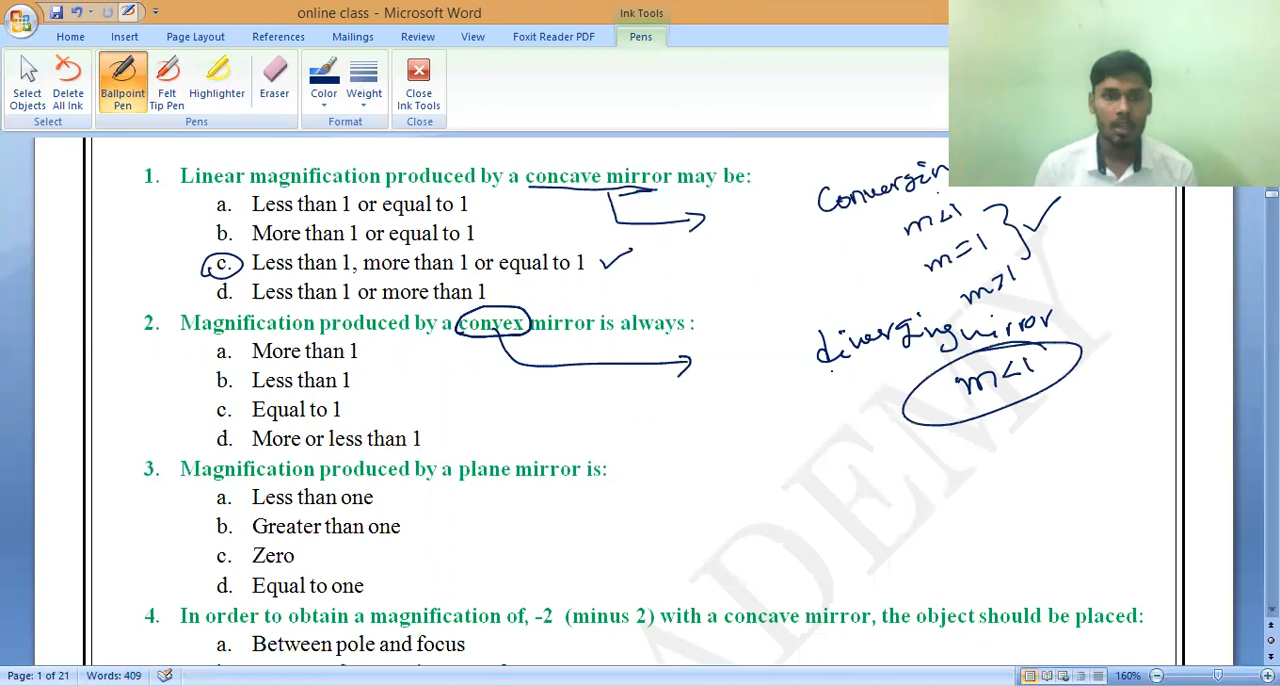 online class - Microsoft Word
Ink Tools
Home Insert Page Layout References Mailings Review View Foxit Reader PDF Pens
Select Objects
Delete All Ink
Ballpoint Pen
Felt Tip Pen
Highlighter
Eraser
Color
Weight
Close Ink Tools
Select Pens Format Close
1. Linear magnification produced by a concave mirror may be:
a. Less than 1 or equal to 1
b. More than 1 or equal to 1
c. Less than 1, more than 1 or equal to 1
d. Less than 1 or more than 1
2. Magnification produced by a convex mirror is always :
a. More than 1
b. Less than 1
c. Equal to 1
d. More or less than 1
3. Magnification produced by a plane mirror is:
a. Less than one
b. Greater than one
c. Zero
d. Equal to one
4. In order to obtain a magnification of, -2 (minus 2) with a concave mirror, the object should be placed:
a. Between pole and focus
Convergin
m<1
m=1
m>1
diverging mirror
m<1
ADEMY
Page: 1 of 21 Words: 409 160%